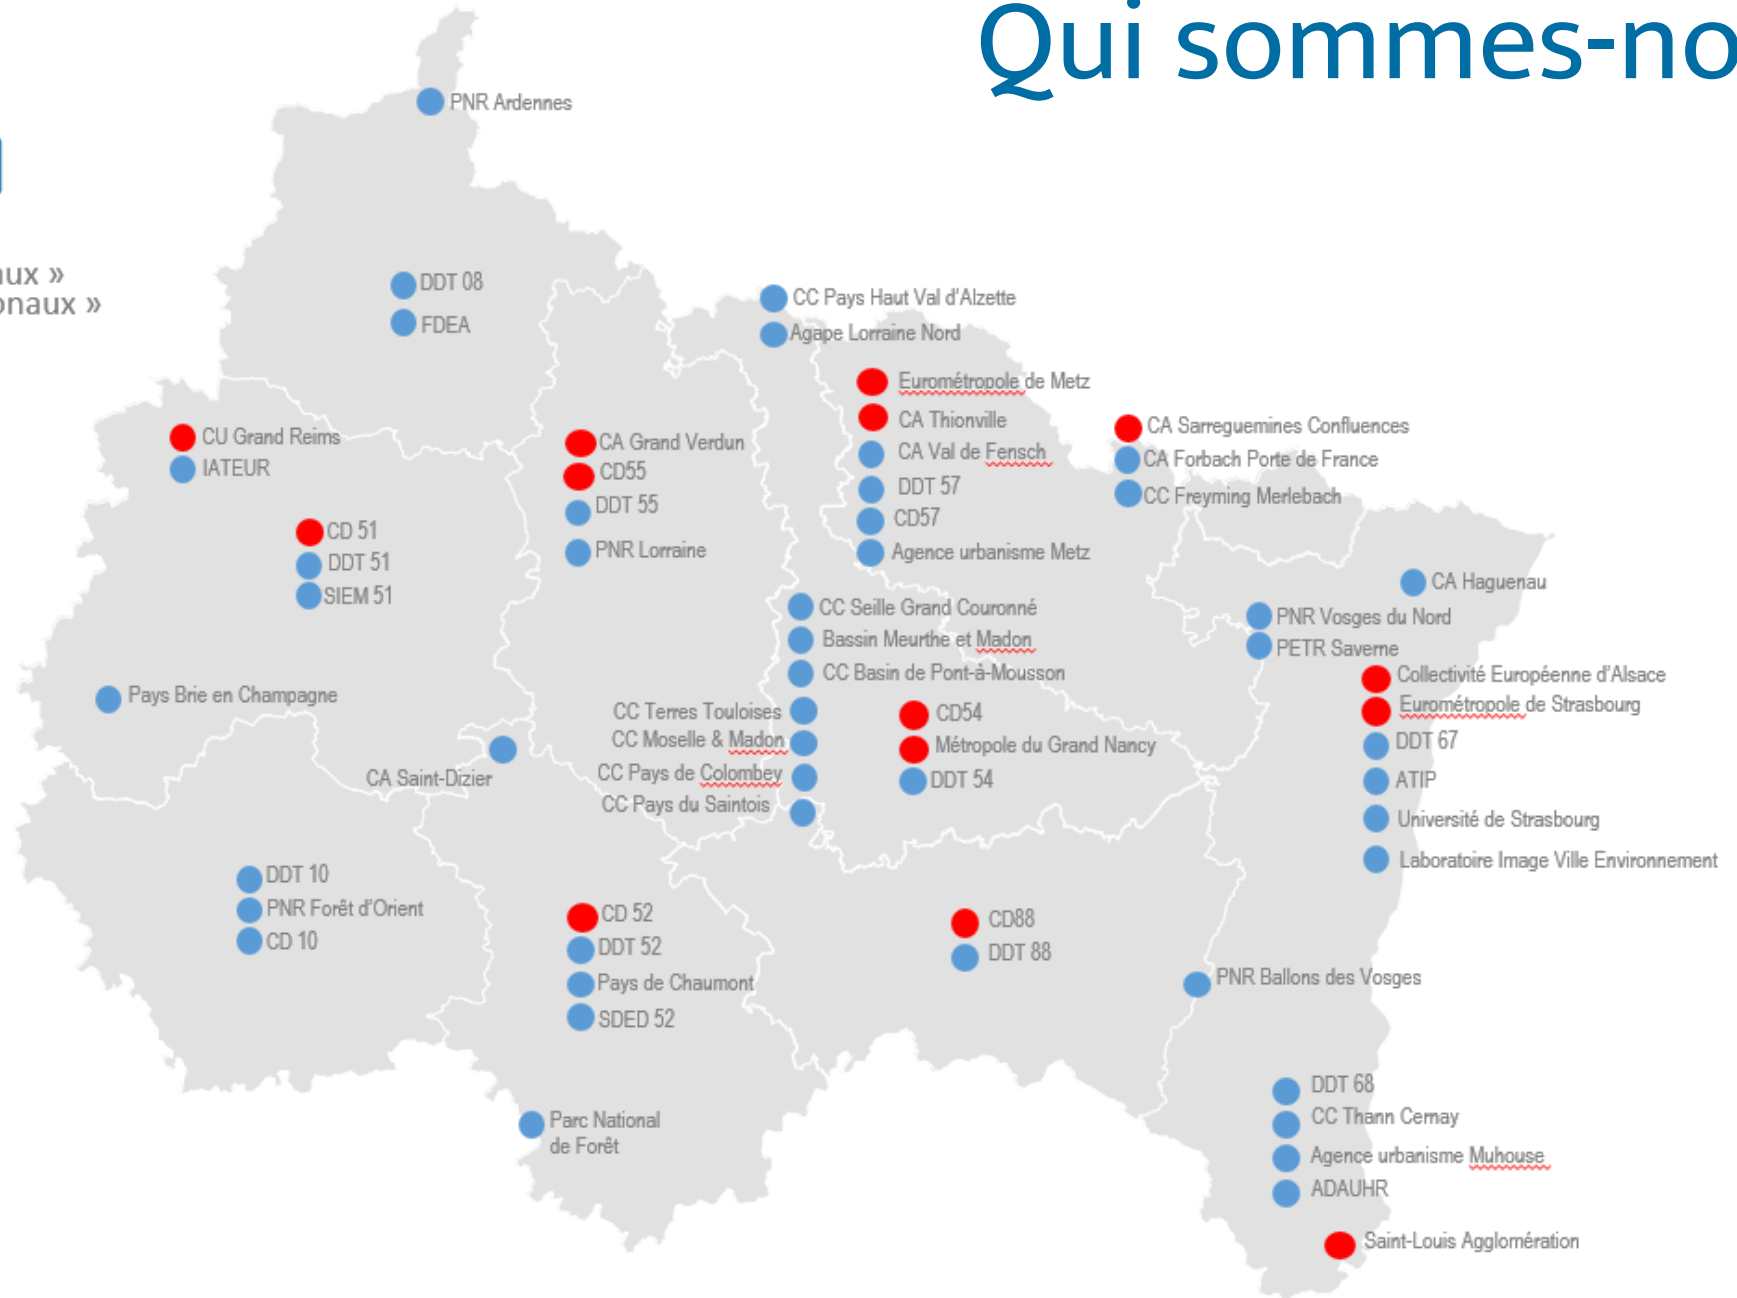 Qui sommes-no
PNR Ardennes
aux »
onaux »
DDT 08
FDEA
CC Pays Haut Val d'Alzette
Agape Lorraine Nord
Eurométropole de Metz
CA Thionville
CA Val de Fensch
DDT 57
CD57
Agence urbanisme Metz
CA Sarreguemines Confluences
CA Forbach Porte de France
CC Freyming Merlebach
CU Grand Reims
IATEUR
CA Grand Verdun
CD55
DDT 55
PNR Lorraine
CD 51
DDT 51
SIEM 51
CA Haguenau
PNR Vosges du Nord
PETR Saverne
CC Seille Grand Couronné
Bassin Meurthe et Madon
CC Basin de Pont-à-Mousson
Collectivité Européenne d'Alsace
Eurométropole de Strasbourg
DDT 67
ATIP
Université de Strasbourg
Laboratoire Image Ville Environnement
Pays Brie en Champagne
CC Terres Touloises
CC Moselle & Madon
CC Pays de Colombey
CC Pays du Saintois
CD54
Métropole du Grand Nancy
DDT 54
CA Saint-Dizier
DDT 10
PNR Forêt d'Orient
CD 10
CD 52
DDT 52
Pays de Chaumont
SDED 52
CD88
DDT 88
PNR Ballons des Vosges
Parc National
de Forêt
DDT 68
CC Thann Cernay
Agence urbanisme Muhouse
ADAUHR
Saint-Louis Agglomération